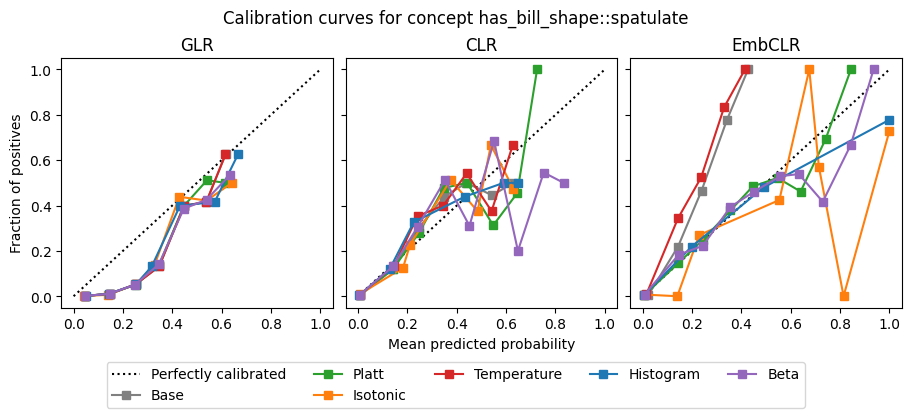 Calibration curves for concept has_bill_shape::spatulate
GLR CLR EmbCLR
Fraction of positives
1.0
0.8
0.6
0.4
0.2
0.0
0.0 0.2 0.4 0.6 0.8 1.0 0.0 0.2 0.4 0.6 0.8 1.0 0.0 0.2 0.4 0.6 0.8 1.0
Mean predicted probability
Perfectly calibrated Platt Temperature Histogram Beta
Base Isotonic